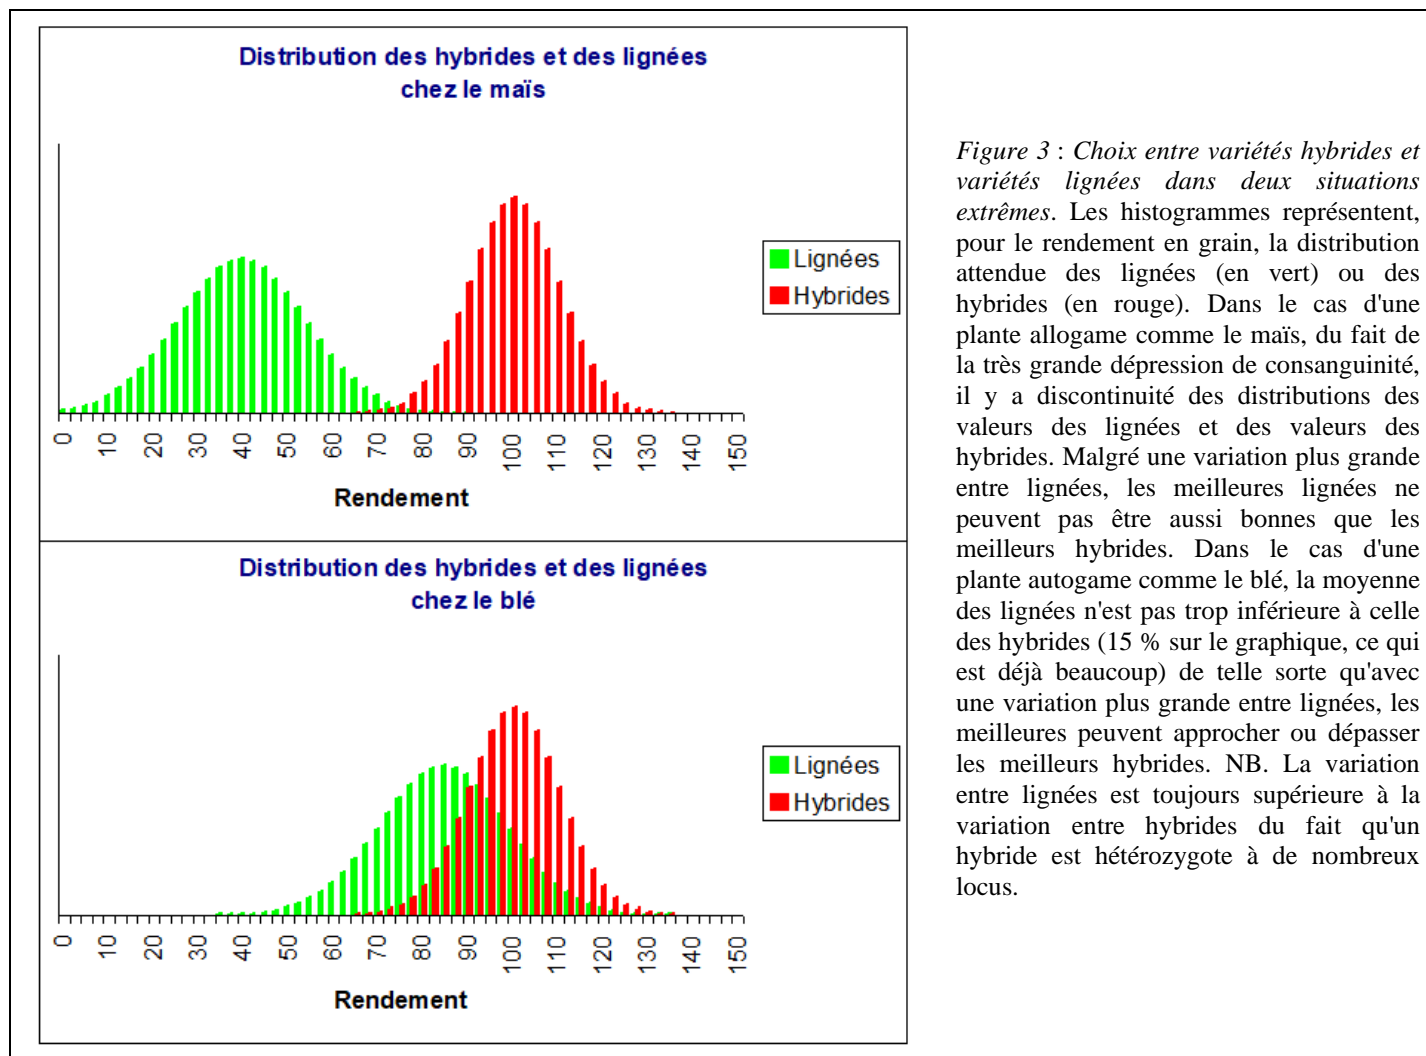 Distribution des hybrides et des lignées
chez le maïs
Lignées
Hybrides
0 10 20 30 40 50 60 70 80 90 100 110 120 130 140 150
Rendement
Distribution des hybrides et des lignées
chez le blé
Lignées
Hybrides
0 10 20 30 40 50 60 70 80 90 100 110 120 130 140 150
Rendement
Figure 3 : Choix entre variétés hybrides et
variétés lignées dans deux situations
extrêmes. Les histogrammes représentent,
pour le rendement en grain, la distribution
attendue des lignées (en vert) ou des
hybrides (en rouge). Dans le cas d'une
plante allogame comme le maïs, du fait de
la très grande dépression de consanguinité,
il y a discontinuité des distributions des
valeurs des lignées et des valeurs des
hybrides. Malgré une variation plus grande
entre lignées, les meilleures lignées ne
peuvent pas être aussi bonnes que les
meilleurs hybrides. Dans le cas d'une
plante autogame comme le blé, la moyenne
des lignées n'est pas trop inférieure à celle
des hybrides (15 % sur le graphique, ce qui
est déjà beaucoup) de telle sorte qu'avec
une variation plus grande entre lignées, les
meilleures peuvent approcher ou dépasser
les meilleurs hybrides. NB. La variation
entre lignées est toujours supérieure à la
variation entre hybrides du fait qu'un
hybride est hétérozygote à de nombreux
locus.